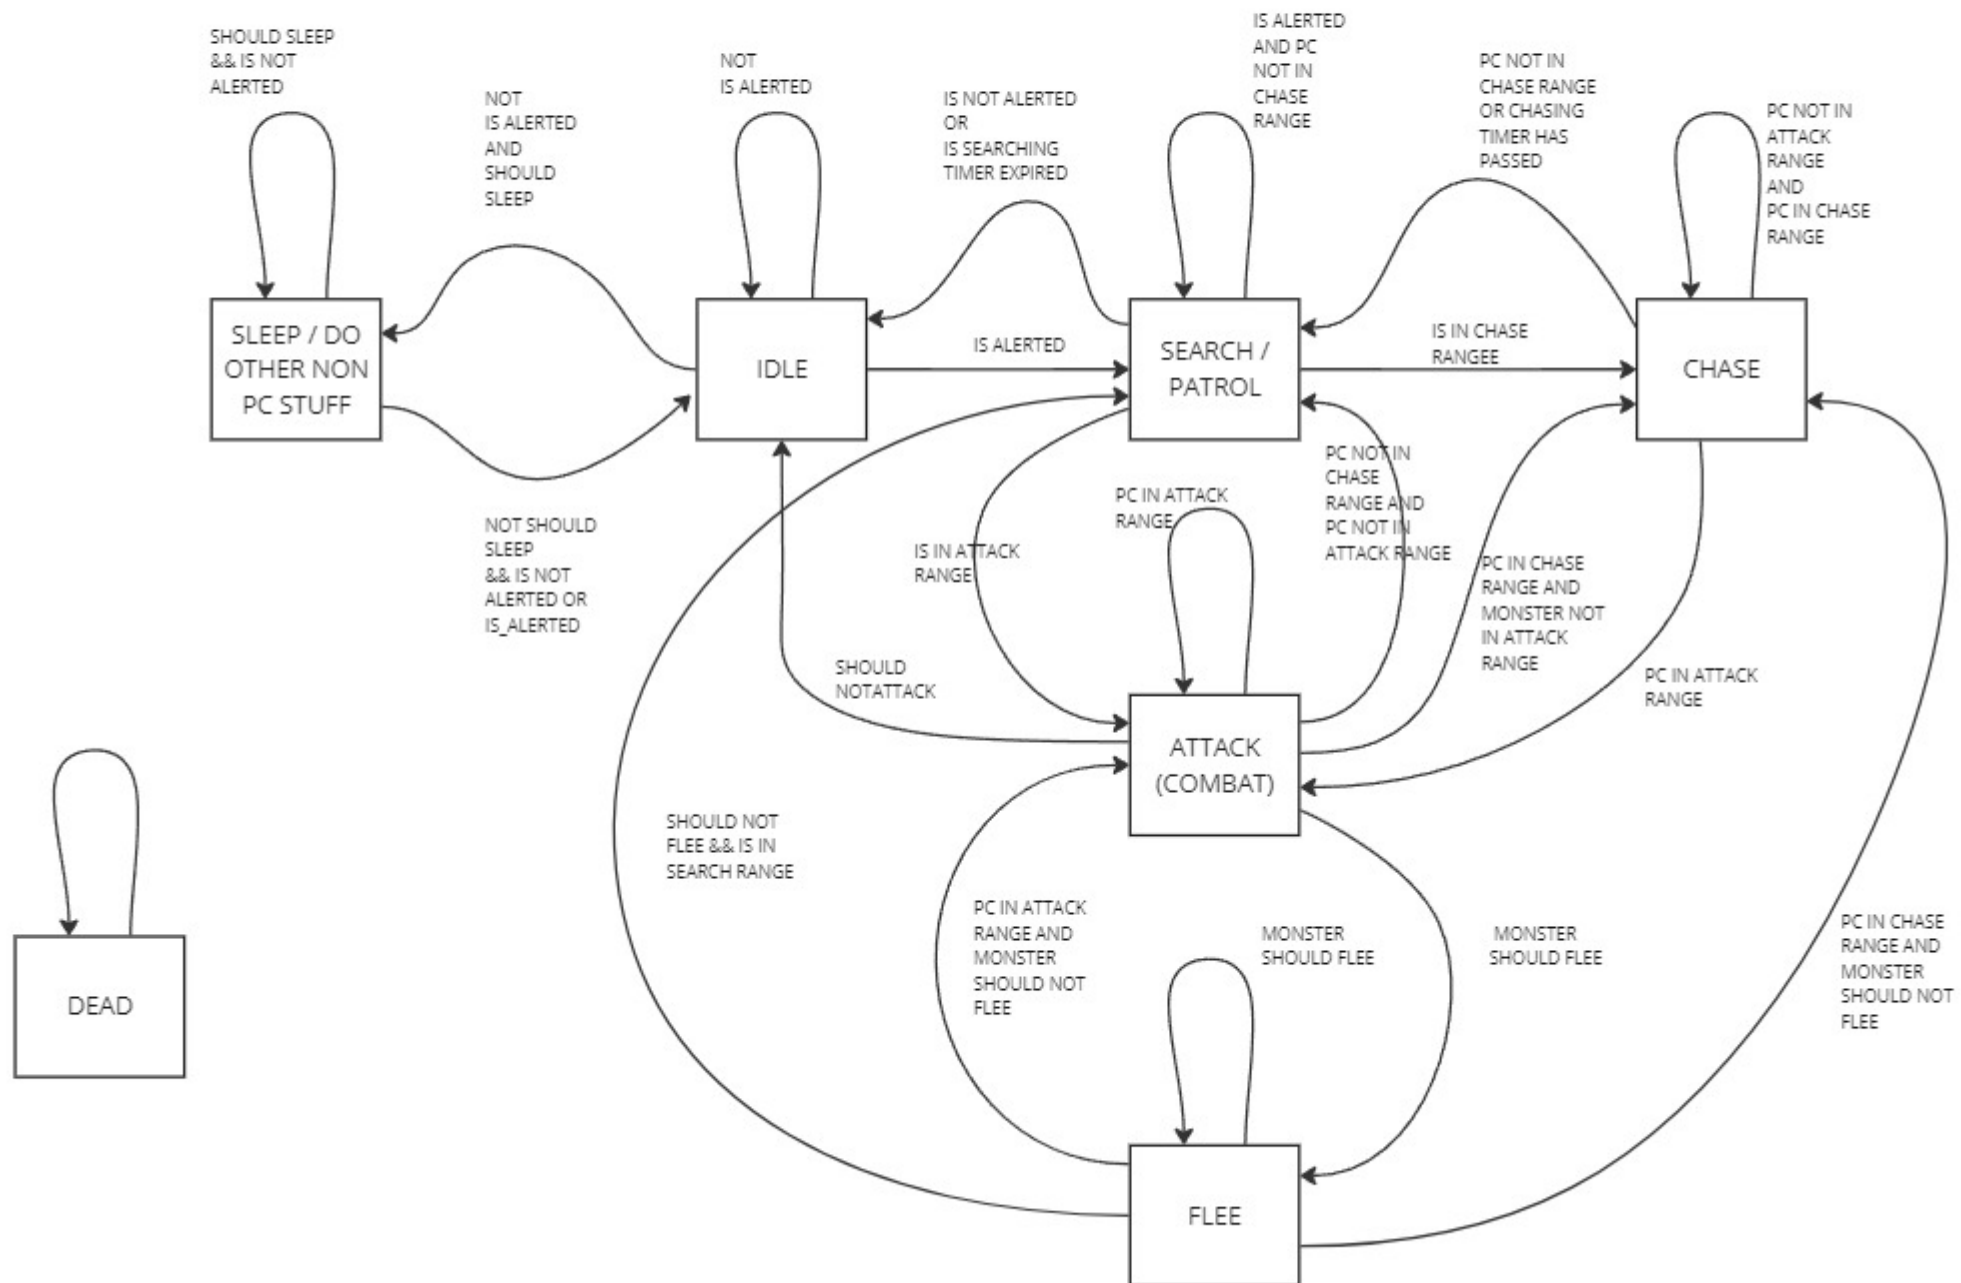 SHOULD SLEEP
&& IS NOT
ALERTED
NOT
IS ALERTED
AND
SHOULD
SLEEP
NOT
IS ALERTED
IS NOT ALERTED
OR
IS SEARCHING
TIMER EXPIRED
IS ALERTED
AND PC
NOT IN
CHASE
RANGE
PC NOT IN
CHASE RANGE
OR CHASING
TIMER HAS
PASSED
PC NOT IN
ATTACK
RANGE
AND
PC IN CHASE
RANGE
SLEEP / DO
OTHER NON
PC STUFF
IDLE
IS ALERTED
SEARCH /
PATROL
IS IN CHASE
RANGEE
CHASE
NOT SHOULD
SLEEP
&& IS NOT
ALERTED OR
IS_ALERTED
IS IN ATTACK
RANGE
PC IN ATTACK
RANGE
PC NOT IN
CHASE
RANGE AND
PC NOT IN
ATTACK RANGE
PC IN CHASE
RANGE AND
MONSTER NOT
IN ATTACK
RANGE
PC IN ATTACK
RANGE
SHOULD
NOTATTACK
ATTACK
(COMBAT)
SHOULD NOT
FLEE && IS IN
SEARCH RANGE
PC IN ATTACK
RANGE AND
MONSTER
SHOULD NOT
FLEE
MONSTER
SHOULD FLEE
MONSTER
SHOULD FLEE
PC IN CHASE
RANGE AND
MONSTER
SHOULD NOT
FLEE
DEAD
FLEE